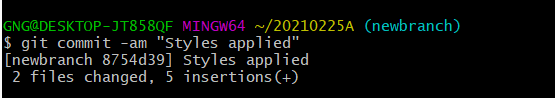 GNG@DESKTOP-JT858QF MINGW64 ~/20210225A (newbranch)
$ git commit -am "Styles applied"
[newbranch 8754d39] Styles applied
 2 files changed, 5 insertions(+)